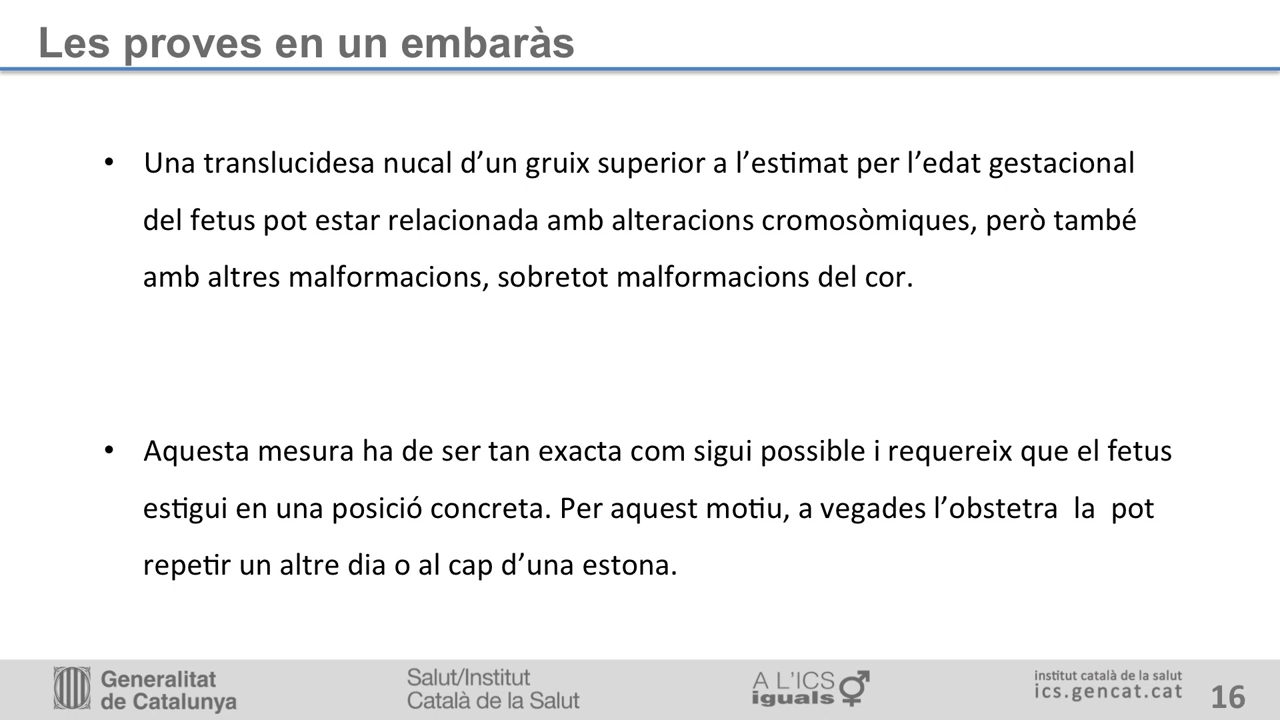 Les proves en un embaràs
• Una translucidesa nucal d’un gruix superior a l’estimat per l’edat gestacional
del fetus pot estar relacionada amb alteracions cromosòmiques, però també
amb altres malformacions, sobretot malformacions del cor.
• Aquesta mesura ha de ser tan exacta com sigui possible i requereix que el fetus
estigui en una posició concreta. Per aquest motiu, a vegades l’obstetra la pot
repetir un altre dia o al cap d’una estona.
Generalitat
de Catalunya
Salut/Institut
Català de la Salut
A L'ICS
iguals
institut català de la salut
ics.gencat.cat
16